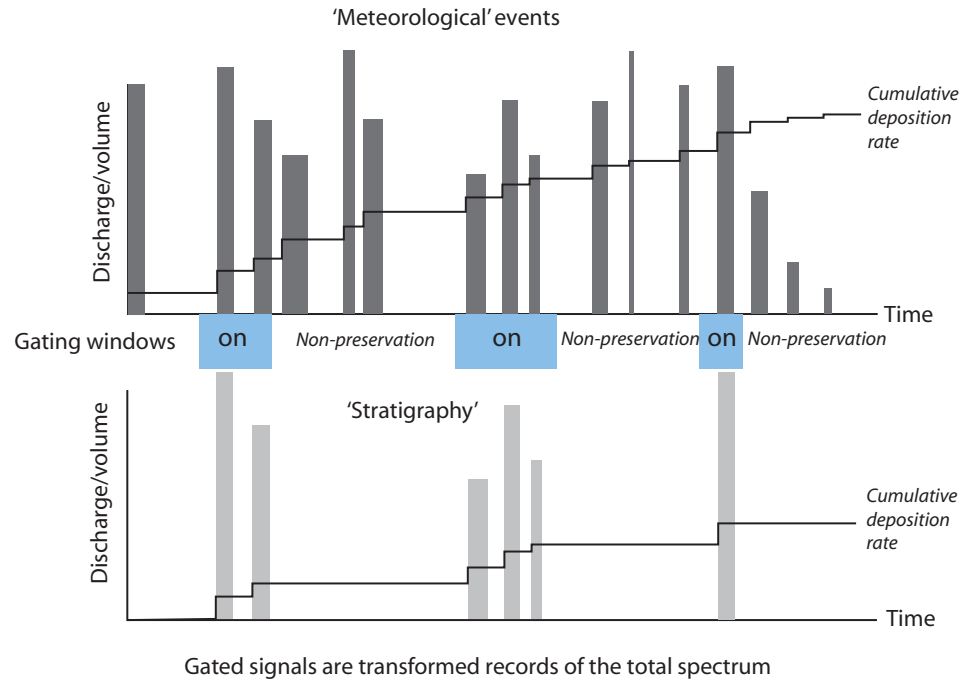 ‘Meteorological’ events
Discharge/volume
Cumulative
deposition
rate
Time
Gating windows
on
Non-preservation
on
Non-preservation
on
Non-preservation
‘Stratigraphy’
Discharge/volume
Cumulative
deposition
rate
Time
Gated signals are transformed records of the total spectrum